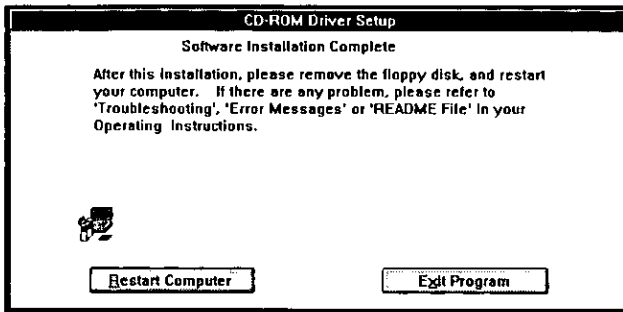 CD-ROM Driver Setup
Software Installation Complete
After this installation, please remove the floppy disk, and restart
your computer. If there are any problem, please refer to
'Troubleshooting', 'Error Messages' or 'README File' In your
Operating Instructions.
Restart Computer
Exit Program